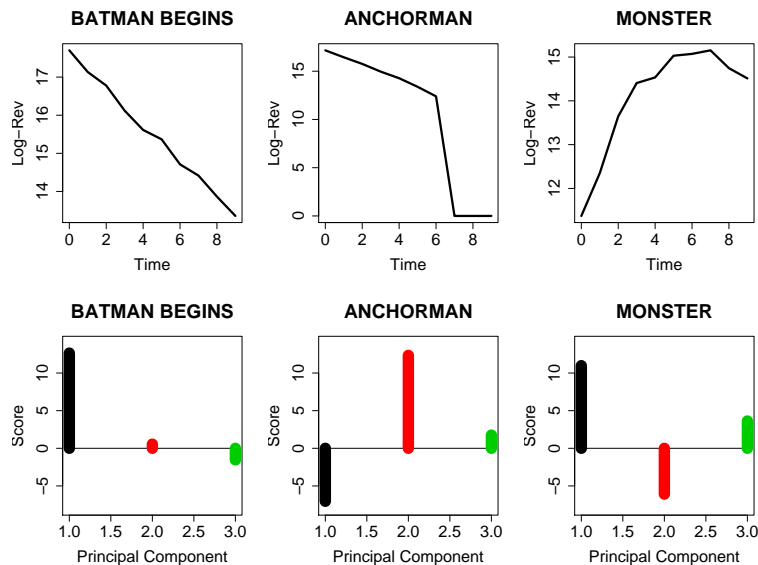 BATMAN BEGINS
ANCHORMAN
MONSTER
Log−Rev
17
16
15
14
0 2 4 6 8
Time
Log−Rev
15
10
5
0
0 2 4 6 8
Time
Log−Rev
15
14
13
12
0 2 4 6 8
Time
BATMAN BEGINS
ANCHORMAN
MONSTER
Score
10
5
0
−5
1.0 1.5 2.0 2.5 3.0
Principal Component
Score
10
5
0
−5
1.0 1.5 2.0 2.5 3.0
Principal Component
Score
10
5
0
−5
1.0 1.5 2.0 2.5 3.0
Principal Component